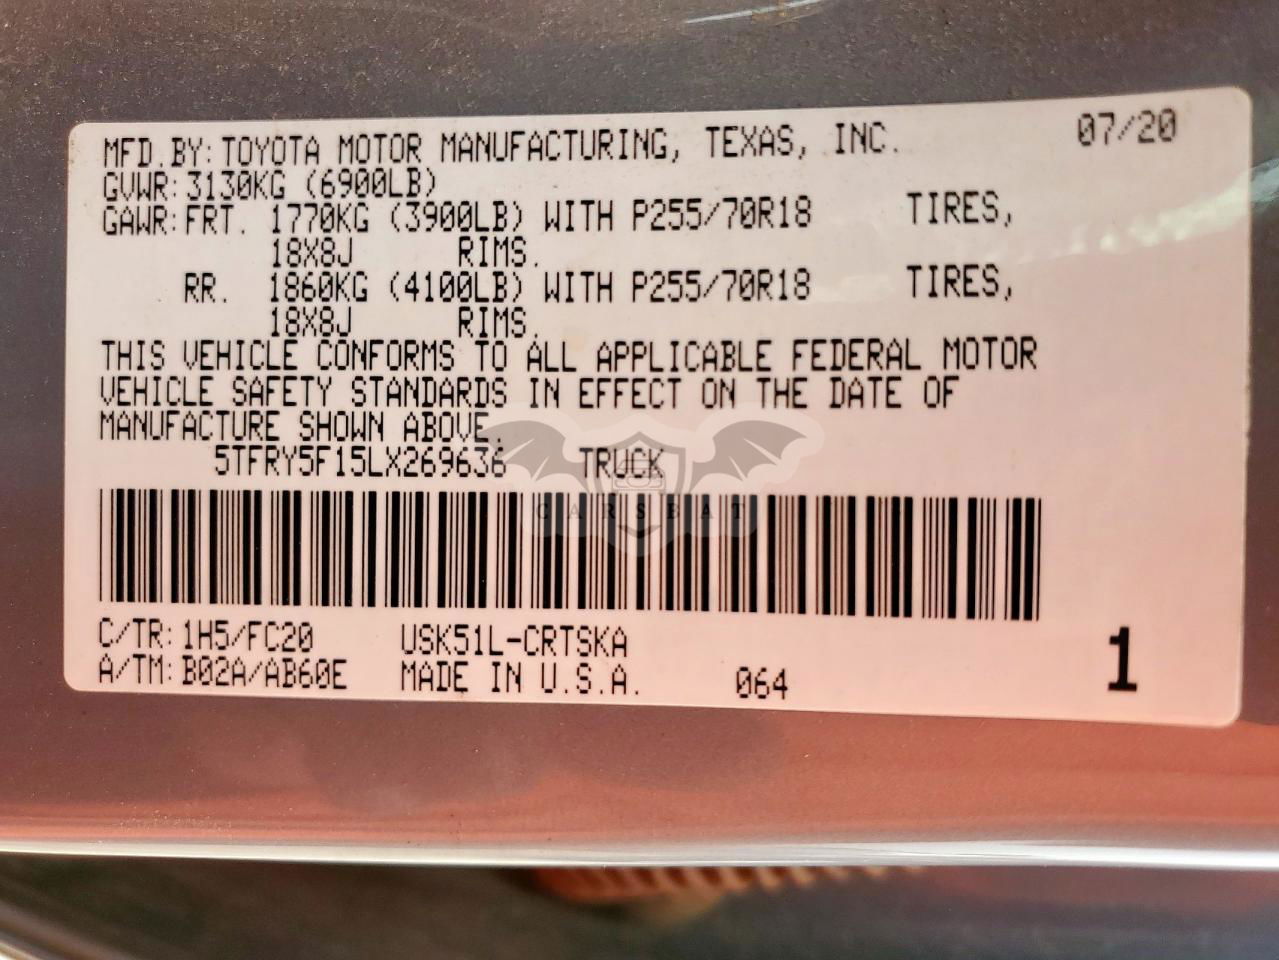 MFD.BY: TOYOTA MOTOR MANUFACTURING, TEXAS, INC. 07/20
GVWR: 3130KG (6900LB)
GAWR: FRT. 1770KG (3900LB) WITH P255/70R18 TIRES,
18X8J RIMS.
RR. 1860KG (4100LB) WITH P255/70R18 TIRES,
18X8J RIMS.
THIS VEHICLE CONFORMS TO ALL APPLICABLE FEDERAL MOTOR
VEHICLE SAFETY STANDARDS IN EFFECT ON THE DATE OF
MANUFACTURE SHOWN ABOVE.
5TFRY5F15LX269636 TRUCK
CARSBAT
C/TR: 1H5/FC20 USK51L-CRTSKA
A/TM: B02A/AB60E MADE IN U.S.A. 064 1